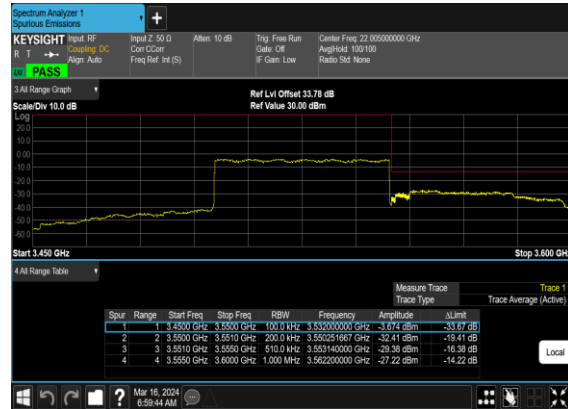 Spectrum Analyzer 1
Spurious Emissions
+
KEYSIGHT Input: RF Input Z: 50 Ω Atten: 10 dB Trig: Free Run Center Freq: 22.005000000 GHz
R T Coupling: DC Corr CCorr Gate: Off Avg|Hold: 100/100
Align: Auto Freq Ref: Int (S) IF Gain: Low Radio Std: None
LW PASS
3 All Range Graph
Ref Lvl Offset 33.78 dB
Scale/Div 10.0 dB Ref Value 30.00 dBm
Log
20.0
10.0
0.00
-10.0
-20.0
-30.0
-40.0
-50.0
-60.0
Start 3.450 GHz Stop 3.600 GHz
4 All Range Table
Measure Trace Trace 1
Trace Type Trace Average (Active)
Spur Range Start Freq Stop Freq RBW Frequency Amplitude ΔLimit
1 1 3.4500 GHz 3.5500 GHz 100.0 kHz 3.532000000 GHz -3.674 dBm -33.67 dB
2 2 3.5500 GHz 3.5510 GHz 200.0 kHz 3.550251667 GHz -32.41 dBm -19.41 dB
3 3 3.5510 GHz 3.5550 GHz 510.0 kHz 3.553140000 GHz -29.38 dBm -16.38 dB
4 4 3.5550 GHz 3.6000 GHz 1.000 MHz 3.562200000 GHz -27.22 dBm -14.22 dB
Local
? Mar 16, 2024
6:59:44 AM